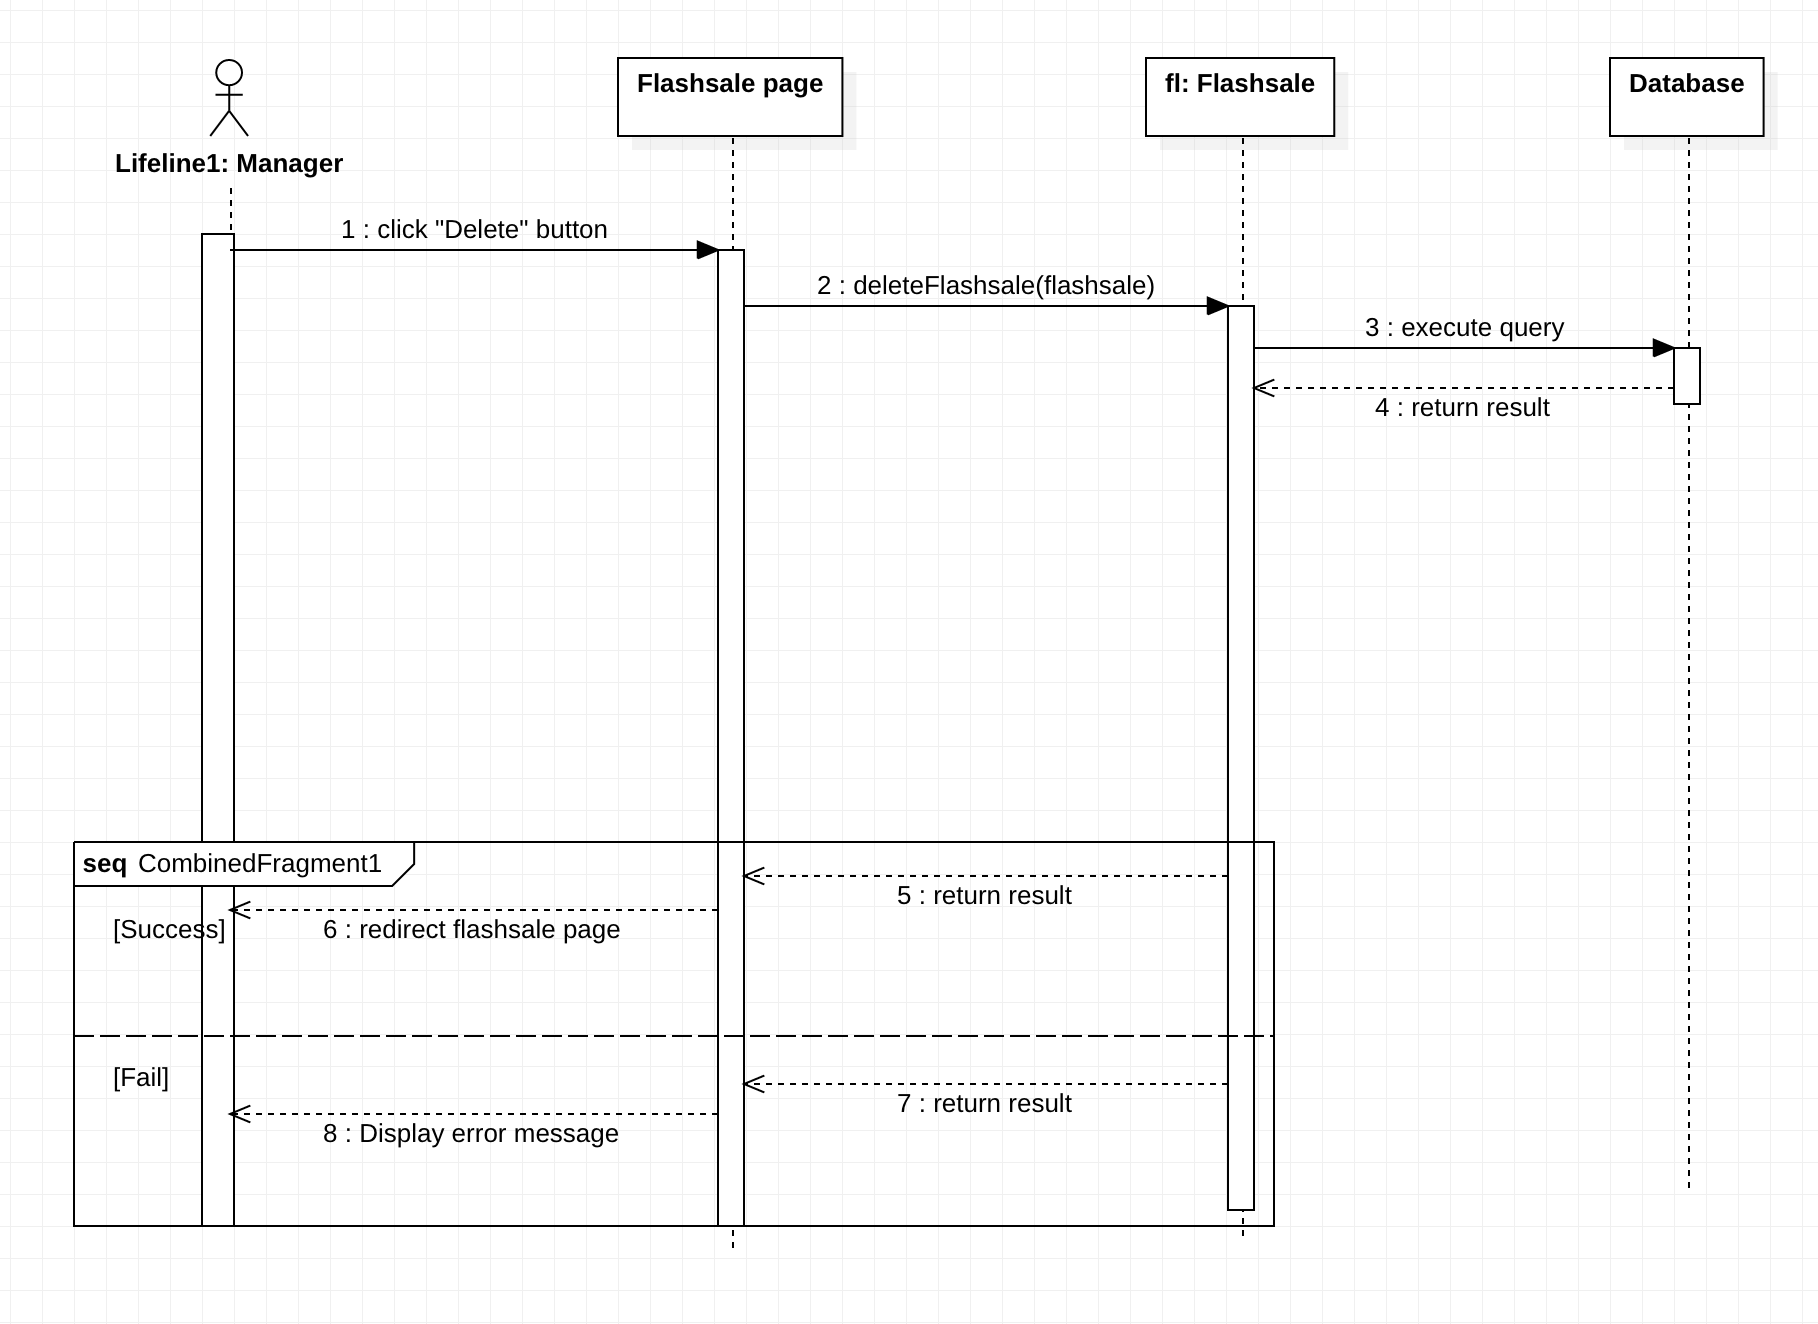 Flashsale page
fl: Flashsale
Database
Lifeline1: Manager
1 : click "Delete" button
2 : deleteFlashsale(flashsale)
3 : execute query
4 : return result
seq CombinedFragment1
5 : return result
[Success]
6 : redirect flashsale page
[Fail]
7 : return result
8 : Display error message